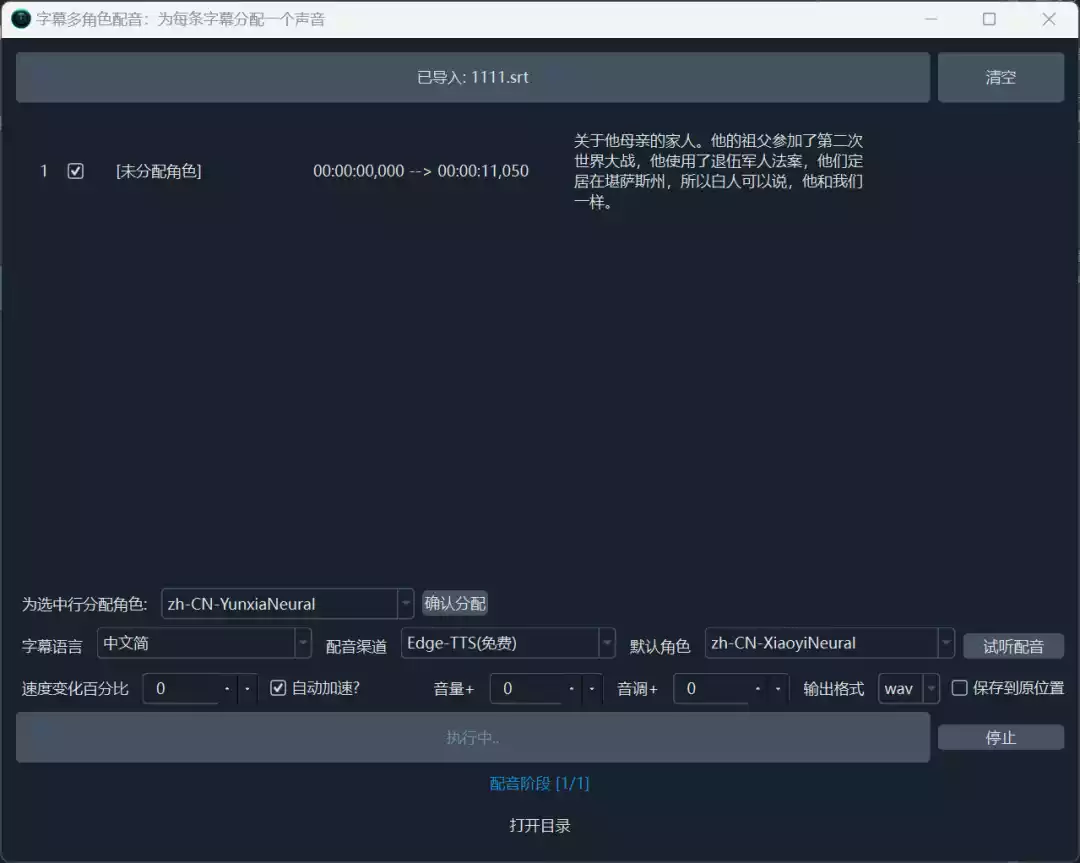 字幕多角色配音：为每条字幕分配一个声音
已导入: 1111.srt
清空
1
[未分配角色]
00:00:00,000 --> 00:00:11,050
关于他母亲的家人。他的祖父参加了第二次
世界大战，他使用了退伍军人法案，他们定
居在堪萨斯州，所以白人可以说，他和我们
一样。
为选中行分配角色:
zh-CN-YunxiaNeural
确认分配
字幕语言
中文简
配音渠道
Edge-TTS(免费)
默认角色
zh-CN-XiaoyiNeural
试听配音
速度变化百分比
0
自动加速?
音量+
0
音调+
0
输出格式
wav
保存到原位置
执行中..
停止
配音阶段 [1/1]
打开目录